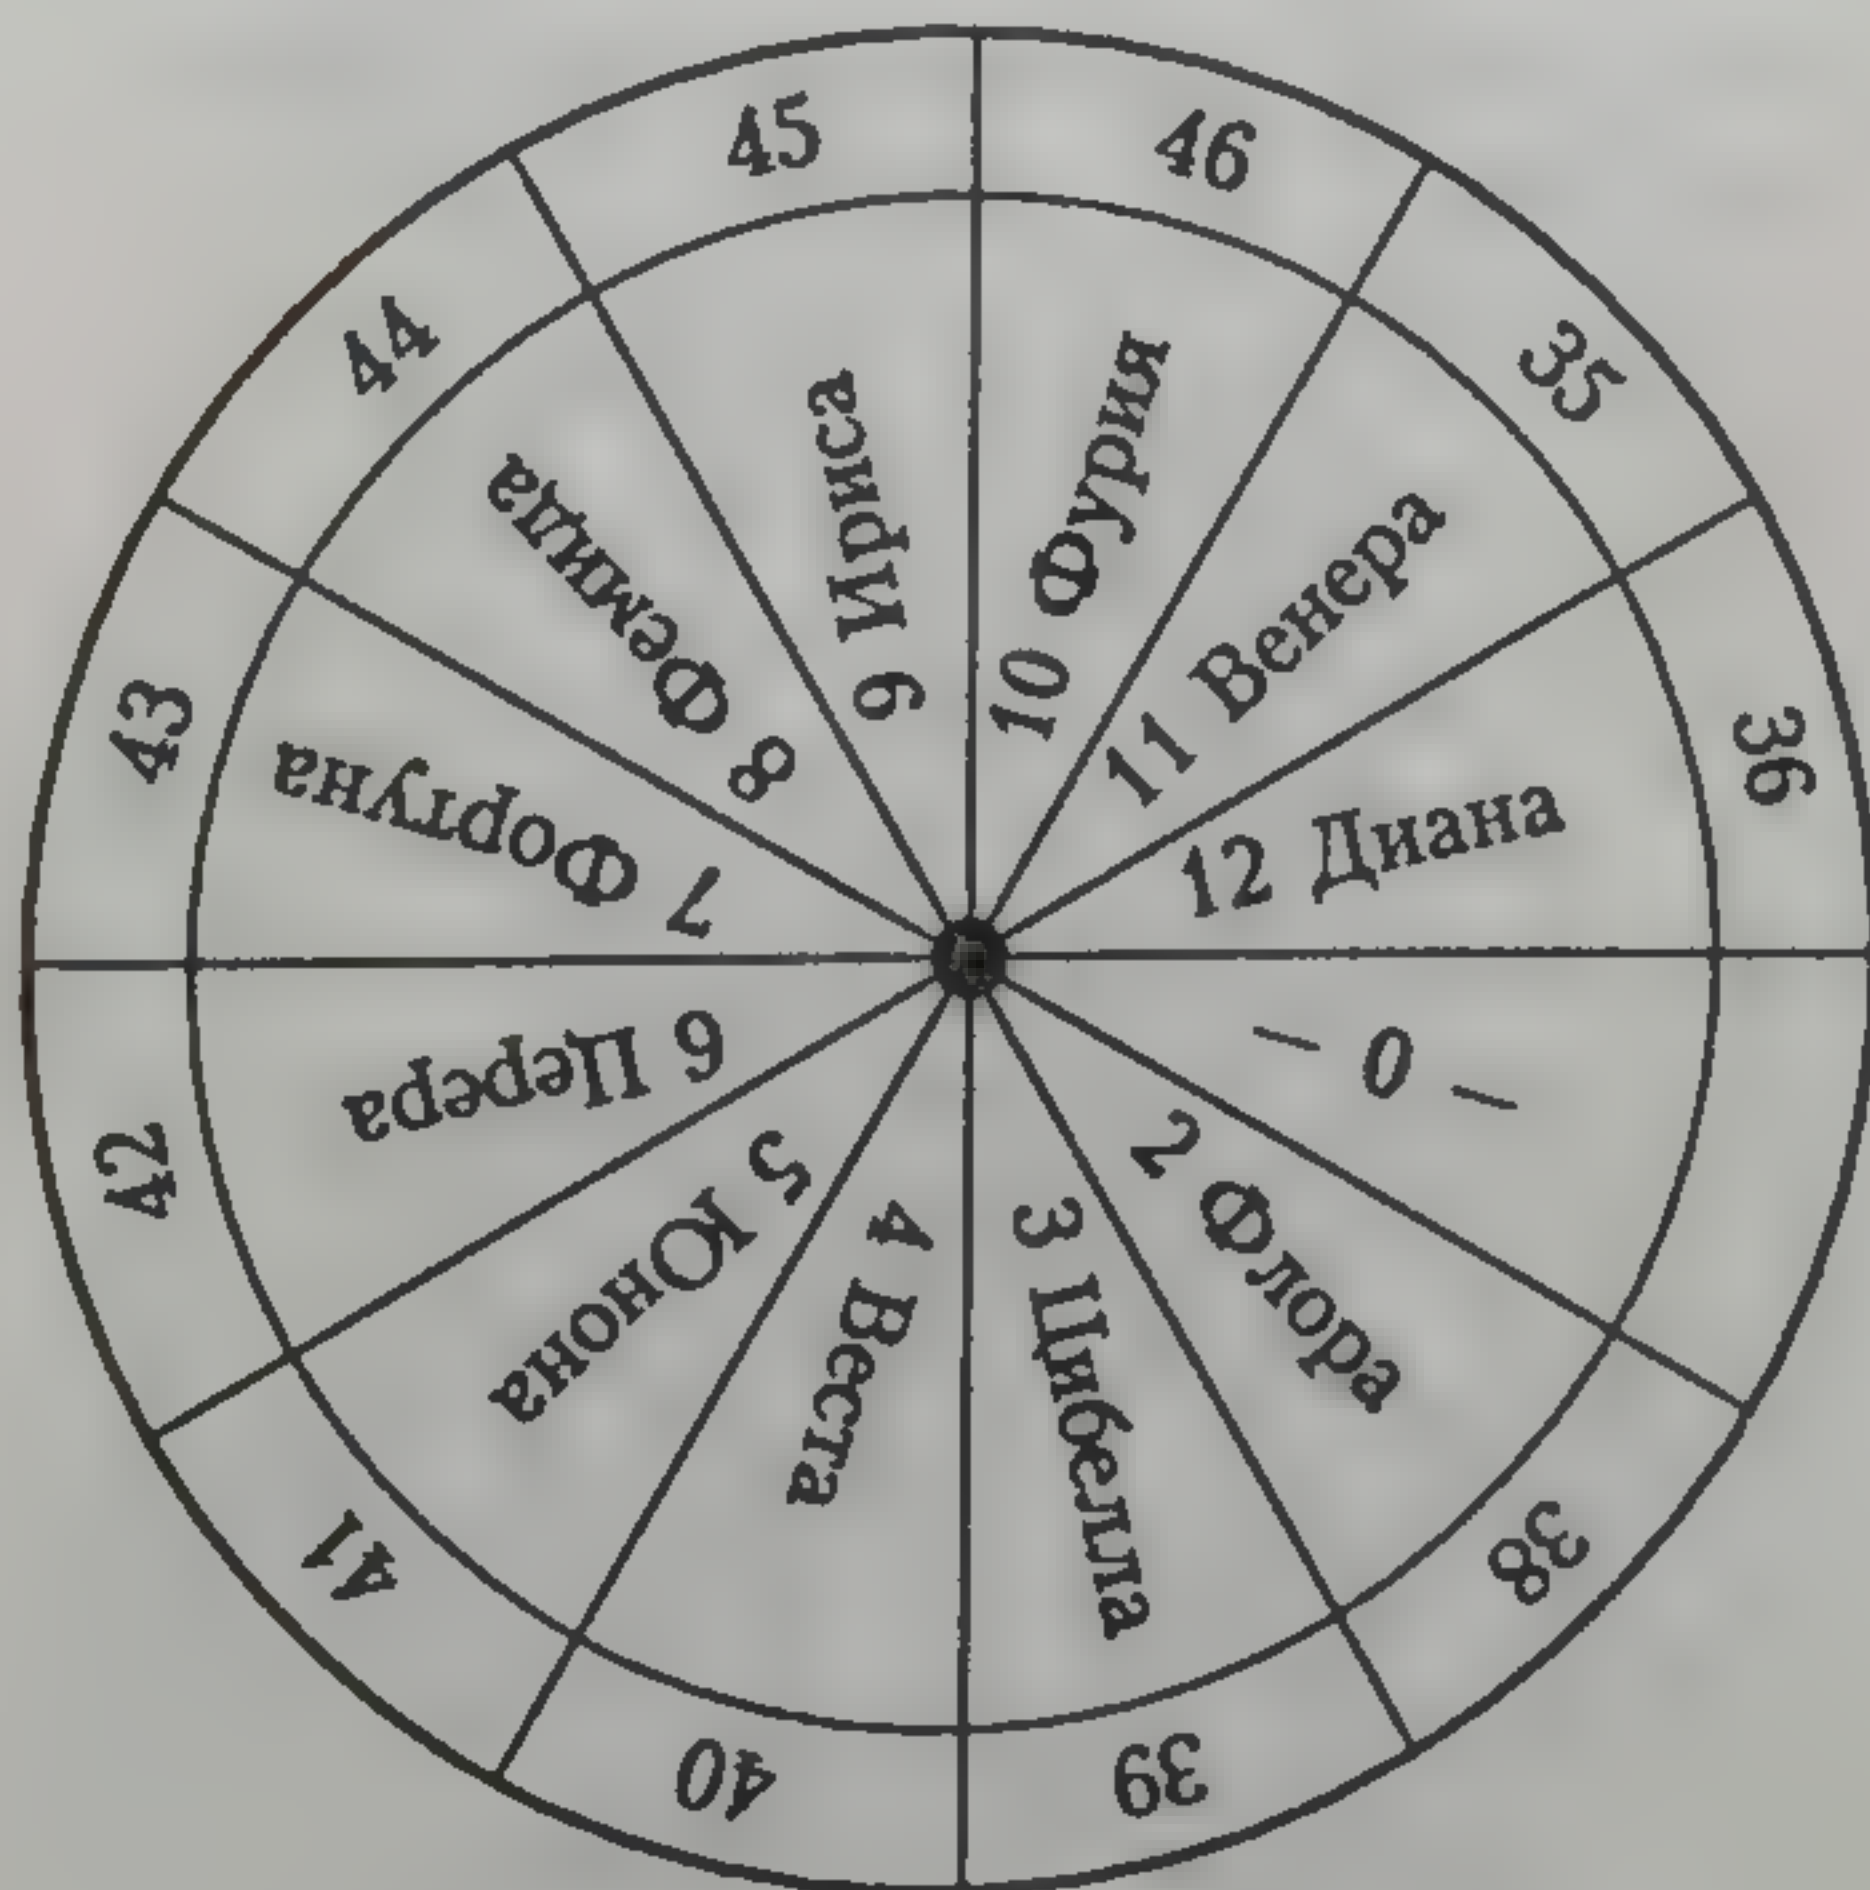 46
35
36
38
39
40
41
42
43
44
45
10 Фурия
11 Венера
12 Диана
— 0 —
2 Флора
3 Цибелла
4 Веста
5 Юнона
6 Церера
7 Фортуна
8 Фемида
9 Ириса